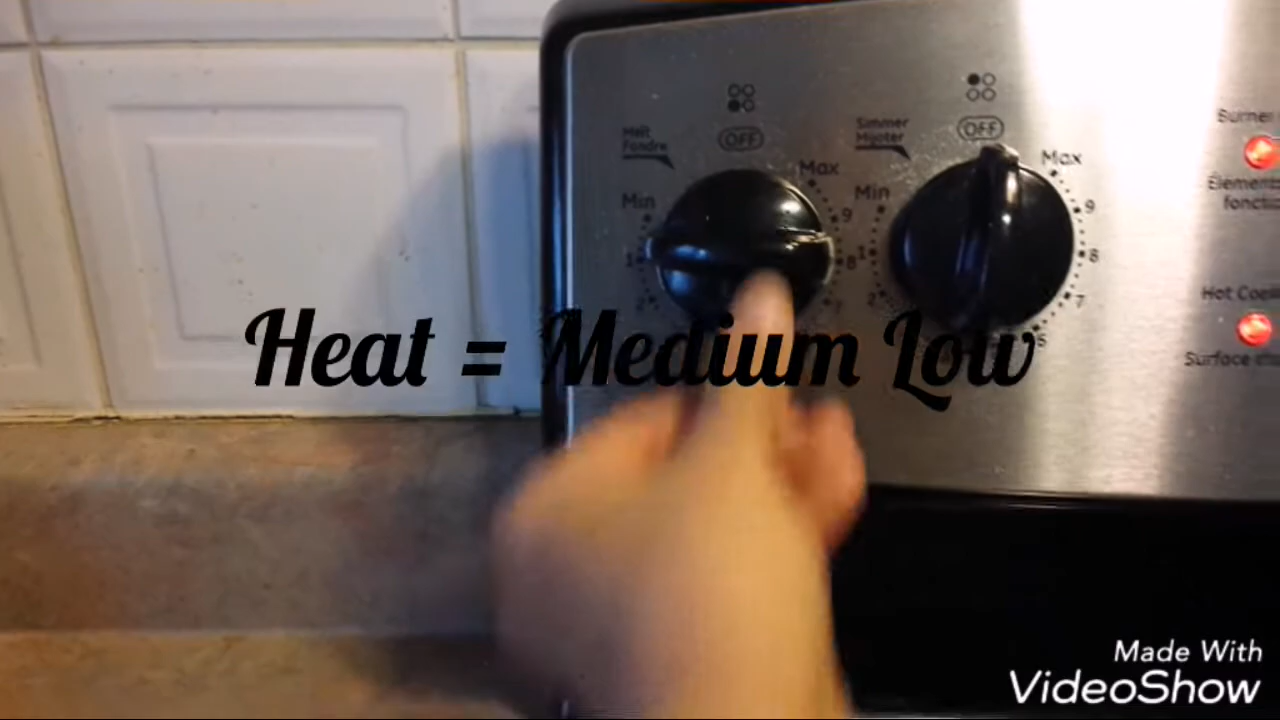 OFF
OFF
Melt
Fondre
Simmer
Mijoter
Max
Max
Min
Min
9
9
8
8
1
1
2
2
7
6
Burner
Hot
Surface
Heat = Medium Low
Made With
VideoShow